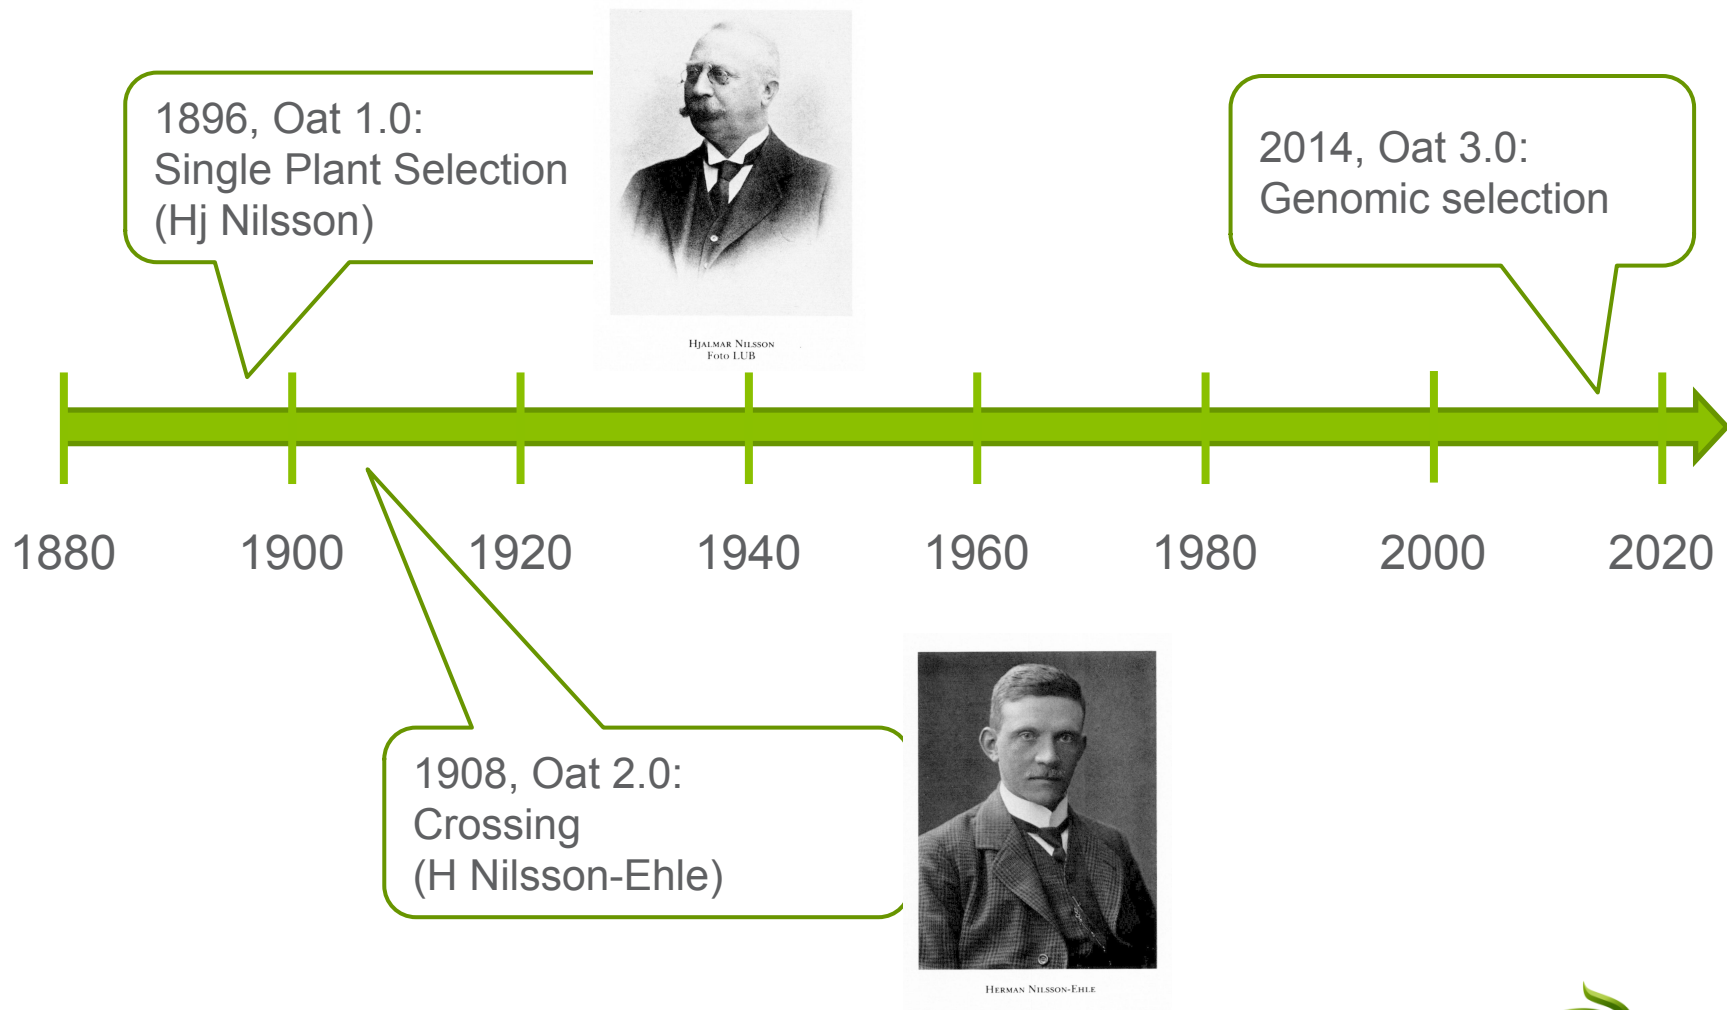 1896, Oat 1.0:
Single Plant Selection
(Hj Nilsson)
HJALMAR NILSSON
Foto LUB
2014, Oat 3.0:
Genomic selection
1880
1900
1920
1940
1960
1980
2000
2020
1908, Oat 2.0:
Crossing
(H Nilsson-Ehle)
HERMAN NILSSON-EHLE